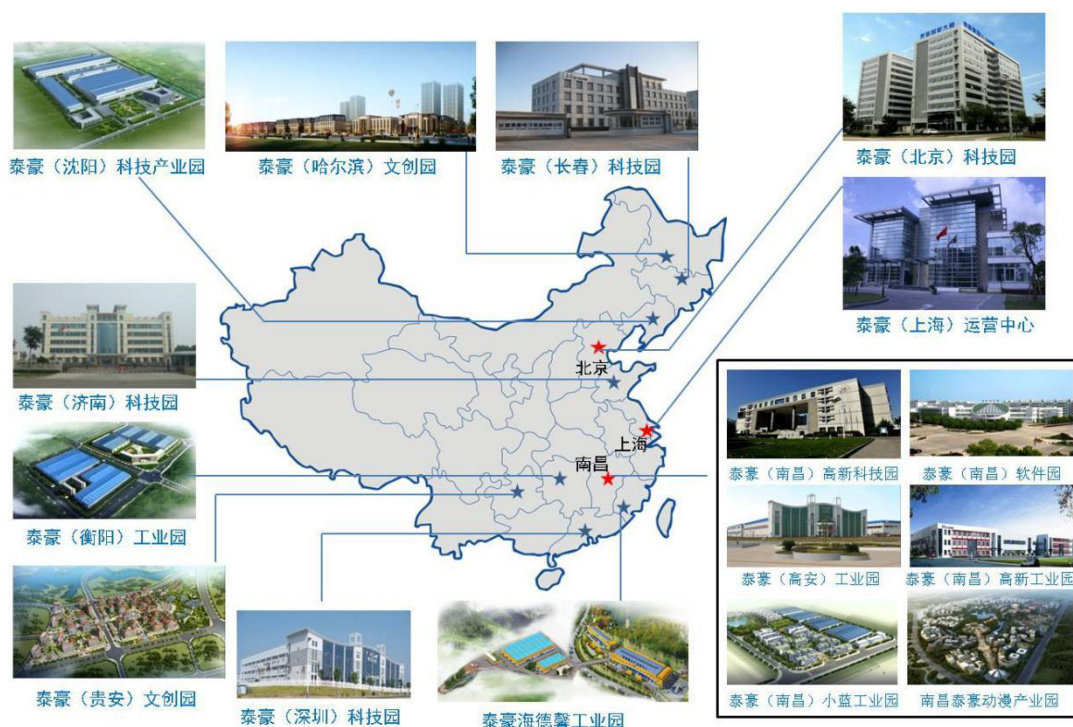 泰豪（沈阳）科技产业园
泰豪（哈尔滨）文创园
泰豪（长春）科技园
泰豪（北京）科技园
泰豪（上海）运营中心
泰豪（济南）科技园
泰豪（衡阳）工业园
泰豪（贵安）文创园
泰豪（深圳）科技园
泰豪海德馨工业园
北京
上海
南昌
泰豪（南昌）高新科技园
泰豪（南昌）软件园
泰豪（高安）工业园
泰豪（南昌）高新工业园
泰豪（南昌）小蓝工业园
南昌泰豪动漫产业园